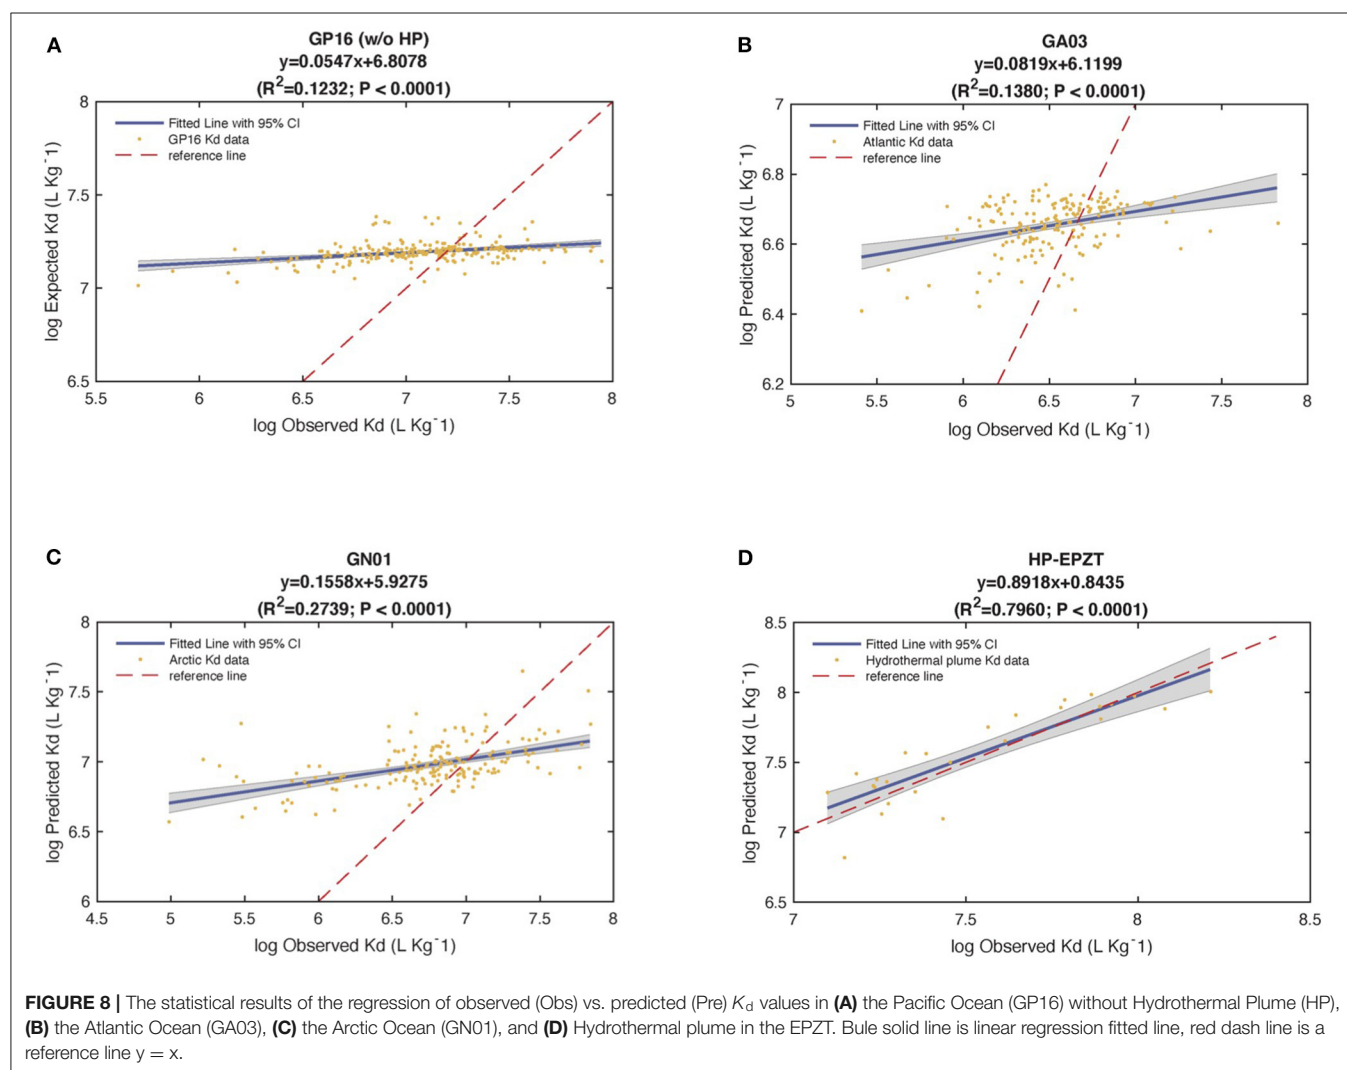 A
GP16 (w/o HP)
y=0.0547x+6.8078
(R²=0.1232; P < 0.0001)
Fitted Line with 95% CI
GP16 Kd data
reference line
8
7.5
7
6.5
5.5 6 6.5 7 7.5 8
log Expected Kd (L Kg⁻1)
log Observed Kd (L Kg⁻1)
B
GA03
y=0.0819x+6.1199
(R²=0.1380; P < 0.0001)
Fitted Line with 95% CI
Atlantic Kd data
reference line
7
6.8
6.6
6.4
6.2
5 5.5 6 6.5 7 7.5 8
log Predicted Kd (L Kg⁻1)
log Observed Kd (L Kg⁻1)
C
GN01
y=0.1558x+5.9275
(R²=0.2739; P < 0.0001)
Fitted Line with 95% CI
Arctic Kd data
reference line
8
7.5
7
6.5
6
4.5 5 5.5 6 6.5 7 7.5 8
log Predicted Kd (L Kg⁻1)
log Observed Kd (L Kg⁻1)
D
HP-EPZT
y=0.8918x+0.8435
(R²=0.7960; P < 0.0001)
Fitted Line with 95% CI
Hydrothermal plume Kd data
reference line
8.5
8
7.5
7
6.5
7 7.5 8 8.5
log Predicted Kd (L Kg⁻1)
log Observed Kd (L Kg⁻1)
FIGURE 8 | The statistical results of the regression of observed (Obs) vs. predicted (Pre) Kd values in (A) the Pacific Ocean (GP16) without Hydrothermal Plume (HP),
(B) the Atlantic Ocean (GA03), (C) the Arctic Ocean (GN01), and (D) Hydrothermal plume in the EPZT. Bule solid line is linear regression fitted line, red dash line is a
reference line y = x.